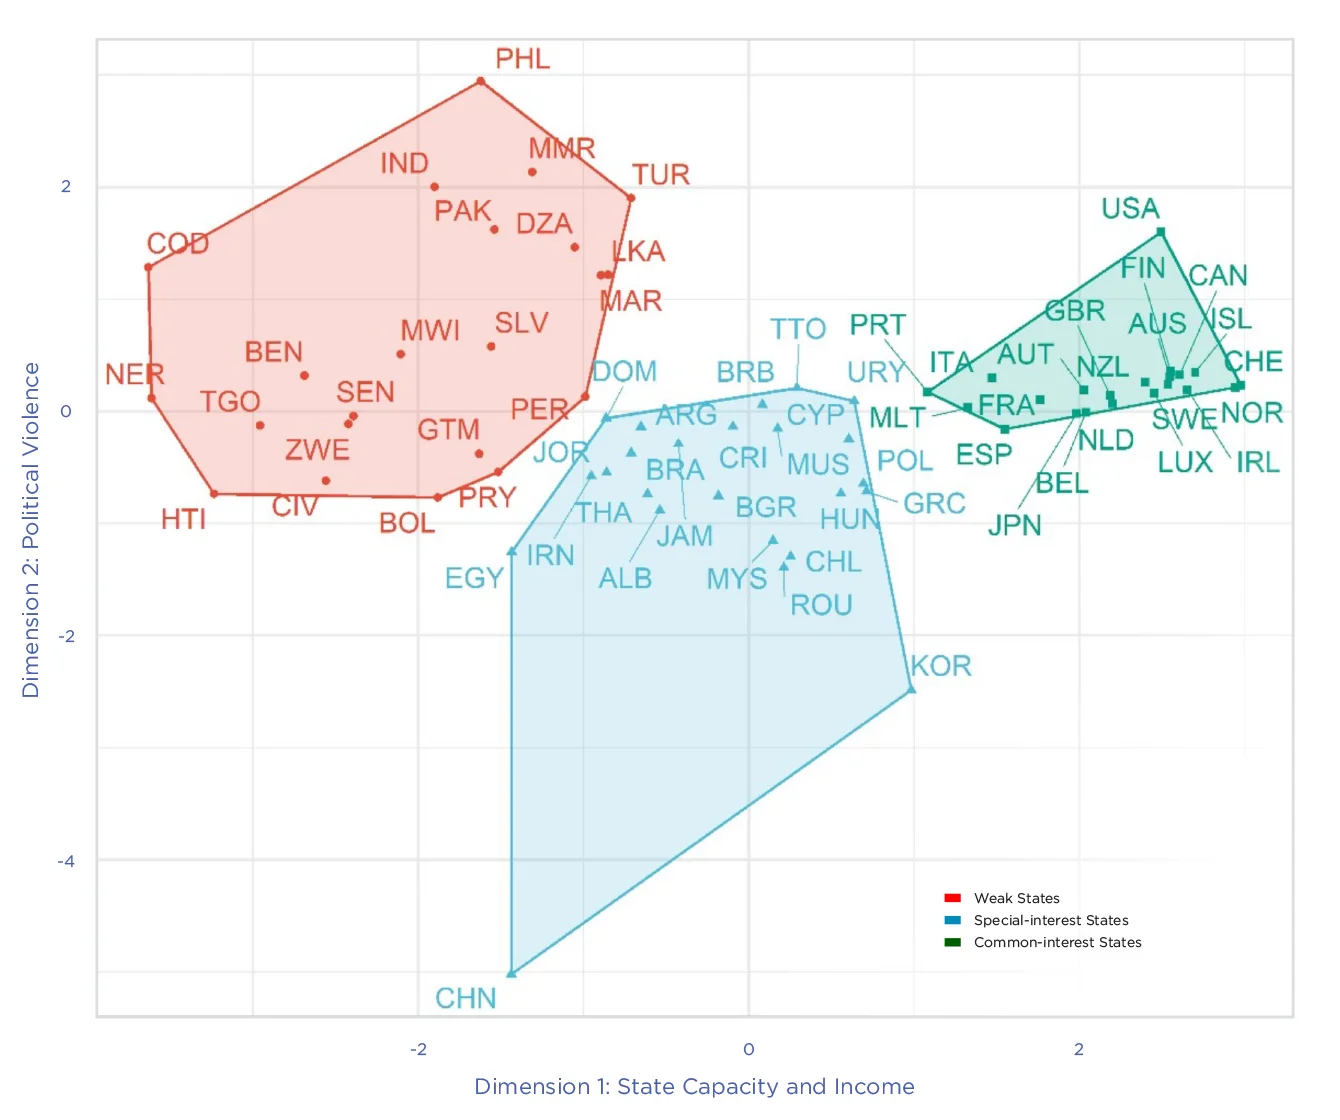 PHL
MMR
IND
TUR
2
PAK
USA
DZA
COD
LKA
FIN
CAN
MAR
GBR
AUS
ISL
SLV
MWI
TTO
PRT
BEN
ITA
AUT
CHE
NER
DOM
BRB
URY
NZL
SEN
TGO
0
PER
ARG
CYP
MLT
FRA
SWE
NOR
GTM
ZWE
JOR
CRI
MUS
POL
ESP
NLD
LUX
IRL
BRA
BEL
PRY
CIV
HTI
BOL
THA
BGR
HUN
GRC
JPN
JAM
IRN
EGY
ALB
MYS
CHL
ROU
-2
KOR
-4
Weak States
Special-interest States
Common-interest States
CHN
-2
0
2
Dimension 1: State Capacity and Income
Dimension 2: Political Violence